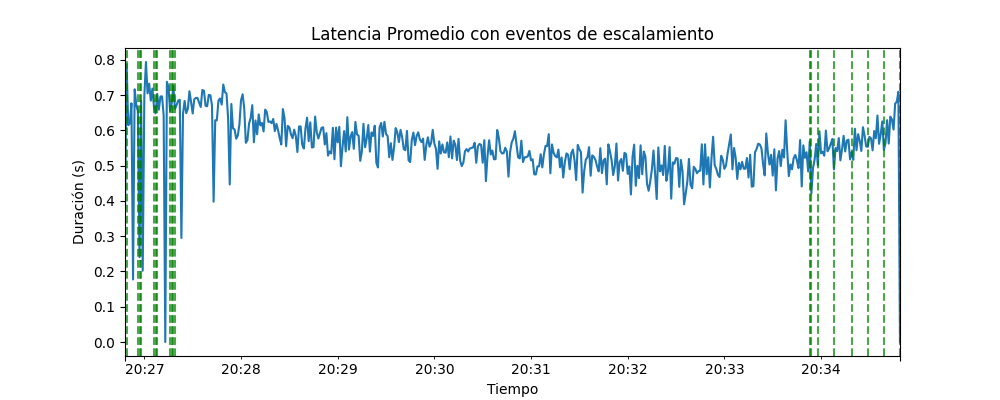 Latencia Promedio con eventos de escalamiento
Duración (s)
0.8
0.7
0.6
0.5
0.4
0.3
0.2
0.1
0.0
20:27 20:28 20:29 20:30 20:31 20:32 20:33 20:34
Tiempo